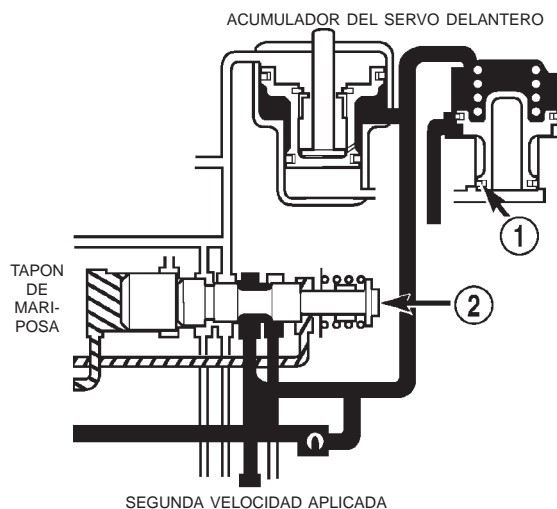 ACUMULADOR DEL SERVO DELANTERO
1
TAPON
DE
MARI-
POSA
2
SEGUNDA VELOCIDAD APLICADA